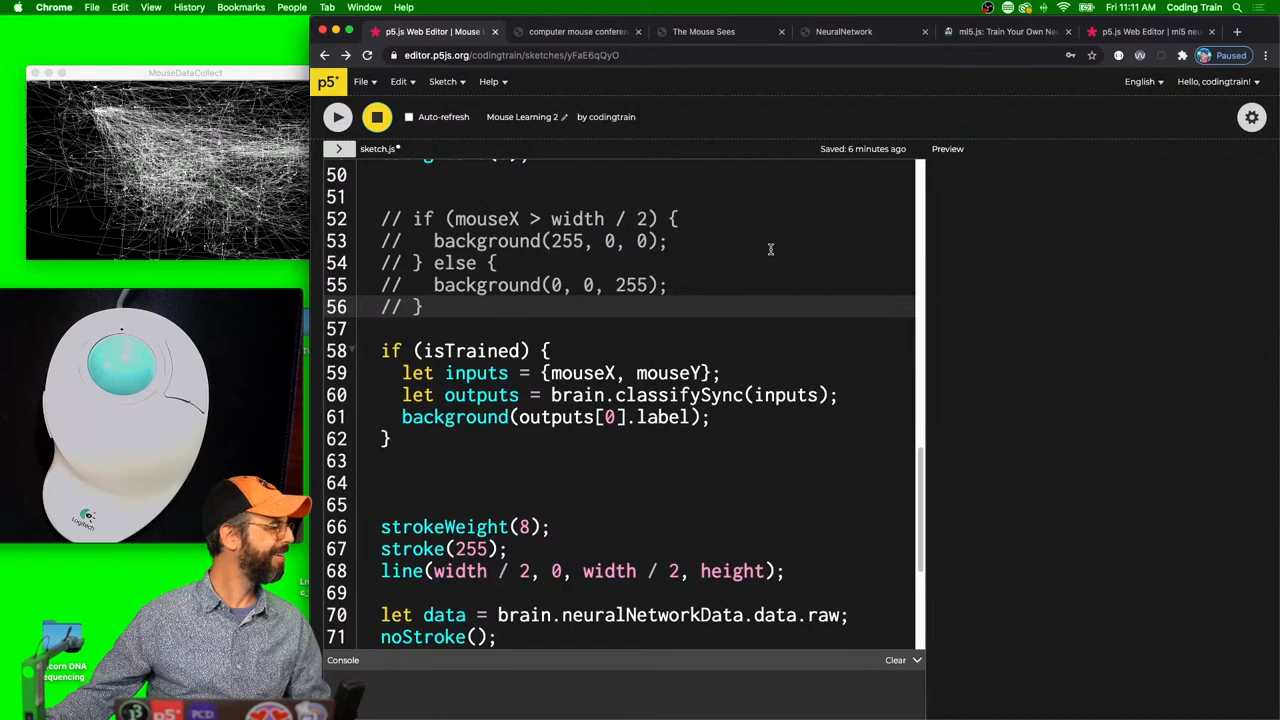 Chrome File Edit View History Bookmarks People Tab Window Help
Fri 11:11 AM Coding Train
MouseDataCollect
p5.js Web Editor | Mouse L
computer mouse conferen
The Mouse Sees
NeuralNetwork
ml5.js: Train Your Own Ne
p5.js Web Editor | ml5 neu
editor.p5js.org/codingtrain/sketches/yFaE6qQyO
Paused
p5* File Edit Sketch Help
English Hello, codingtrain!
Auto-refresh Mouse Learning 2 by codingtrain
sketch.js Saved: 6 minutes ago Preview
50
51
52 // if (mouseX > width / 2) {
53 // background(255, 0, 0);
54 // } else {
55 // background(0, 0, 255);
56 // }
57
58 if (isTrained) {
59 let inputs = {mouseX, mouseY};
60 let outputs = brain.classifySync(inputs);
61 background(outputs[0].label);
62 }
63
64
65
66 strokeWeight(8);
67 stroke(255);
68 line(width / 2, 0, width / 2, height);
69
70 let data = brain.neuralNetworkData.data.raw;
71 noStroke();
Console Clear
Logitech
icorn DNA
equencing
p5*
PCD